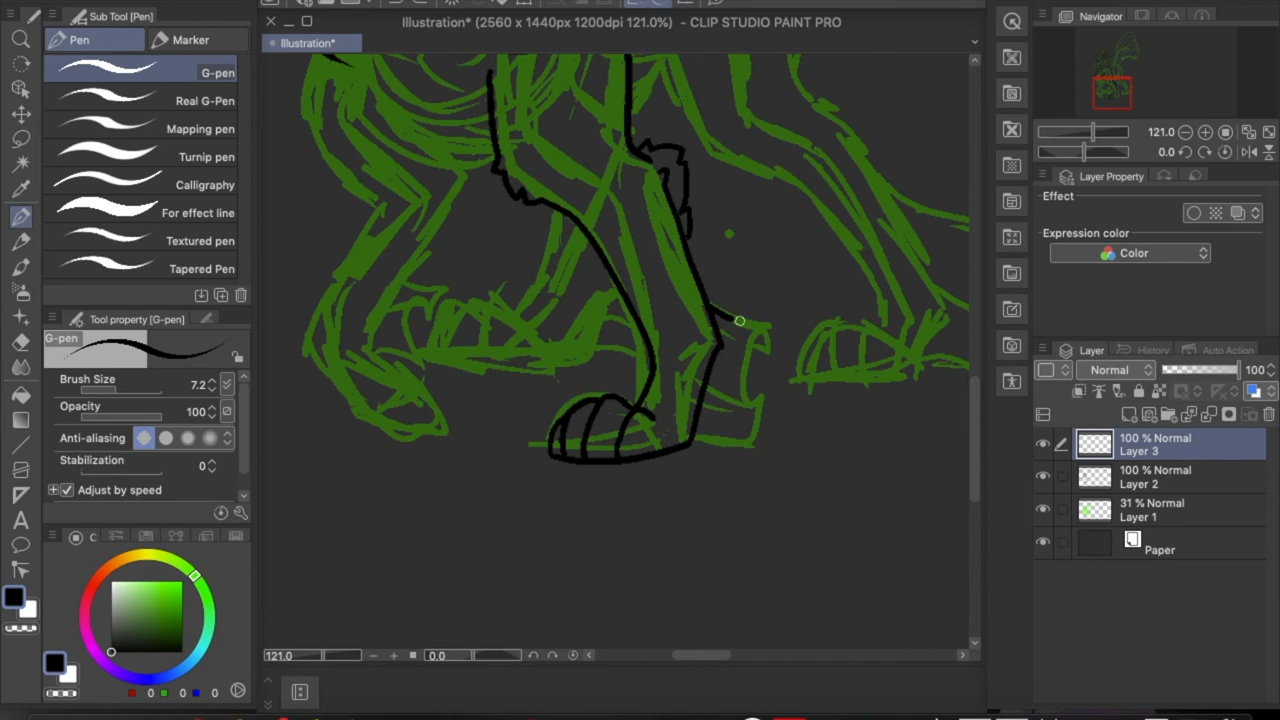 Sub Tool [Pen]
Pen
Marker
G-pen
Real G-Pen
Mapping pen
Turnip pen
Calligraphy
For effect line
Textured pen
Tapered Pen
Tool property [G-pen]
G-pen
Brush Size
7.2
Opacity
100
Anti-aliasing
Stabilization
0
Adjust by speed
C
0
0
0
Illustration* (2560 x 1440px 1200dpi 121.0%) - CLIP STUDIO PAINT PRO
Illustration*
121.0
0.0
Navigator
121.0
0.0
Layer Property
Effect
Expression color
Color
Layer
History
Auto Action
Normal
100
100 % Normal
Layer 3
100 % Normal
Layer 2
31 % Normal
Layer 1
Paper